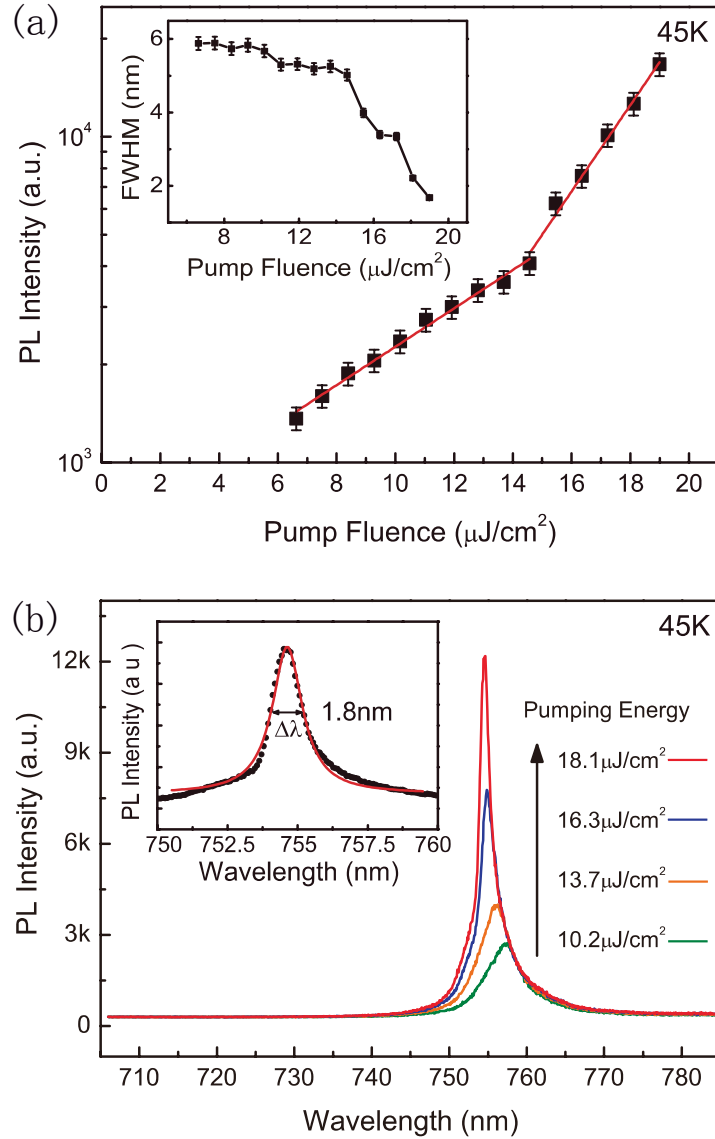 (a)
45K
6
4
2
FWHM (nm)
8 12 16 20
Pump Fluence (μJ/cm²)
10⁴
10³
PL Intensity (a.u.)
0 2 4 6 8 10 12 14 16 18 20
Pump Fluence (μJ/cm²)
(b)
45K
PL Intensity (a u )
1.8nm
Δλ
750 752.5 755 757.5 760
Wavelength (nm)
Pumping Energy
18.1μJ/cm²
16.3μJ/cm²
13.7μJ/cm²
10.2μJ/cm²
12k
9k
6k
3k
0
PL Intensity (a.u.)
710 720 730 740 750 760 770 780
Wavelength (nm)